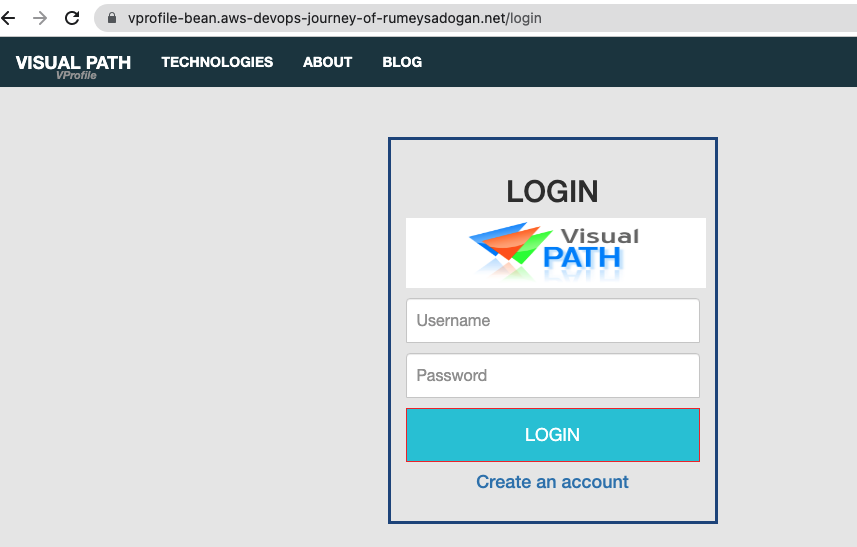 vprofile-bean.aws-devops-journey-of-rumeysadogan.net/login
VISUAL PATH TECHNOLOGIES ABOUT BLOG
VProfile
LOGIN
Visual
PATH
Username
Password
LOGIN
Create an account